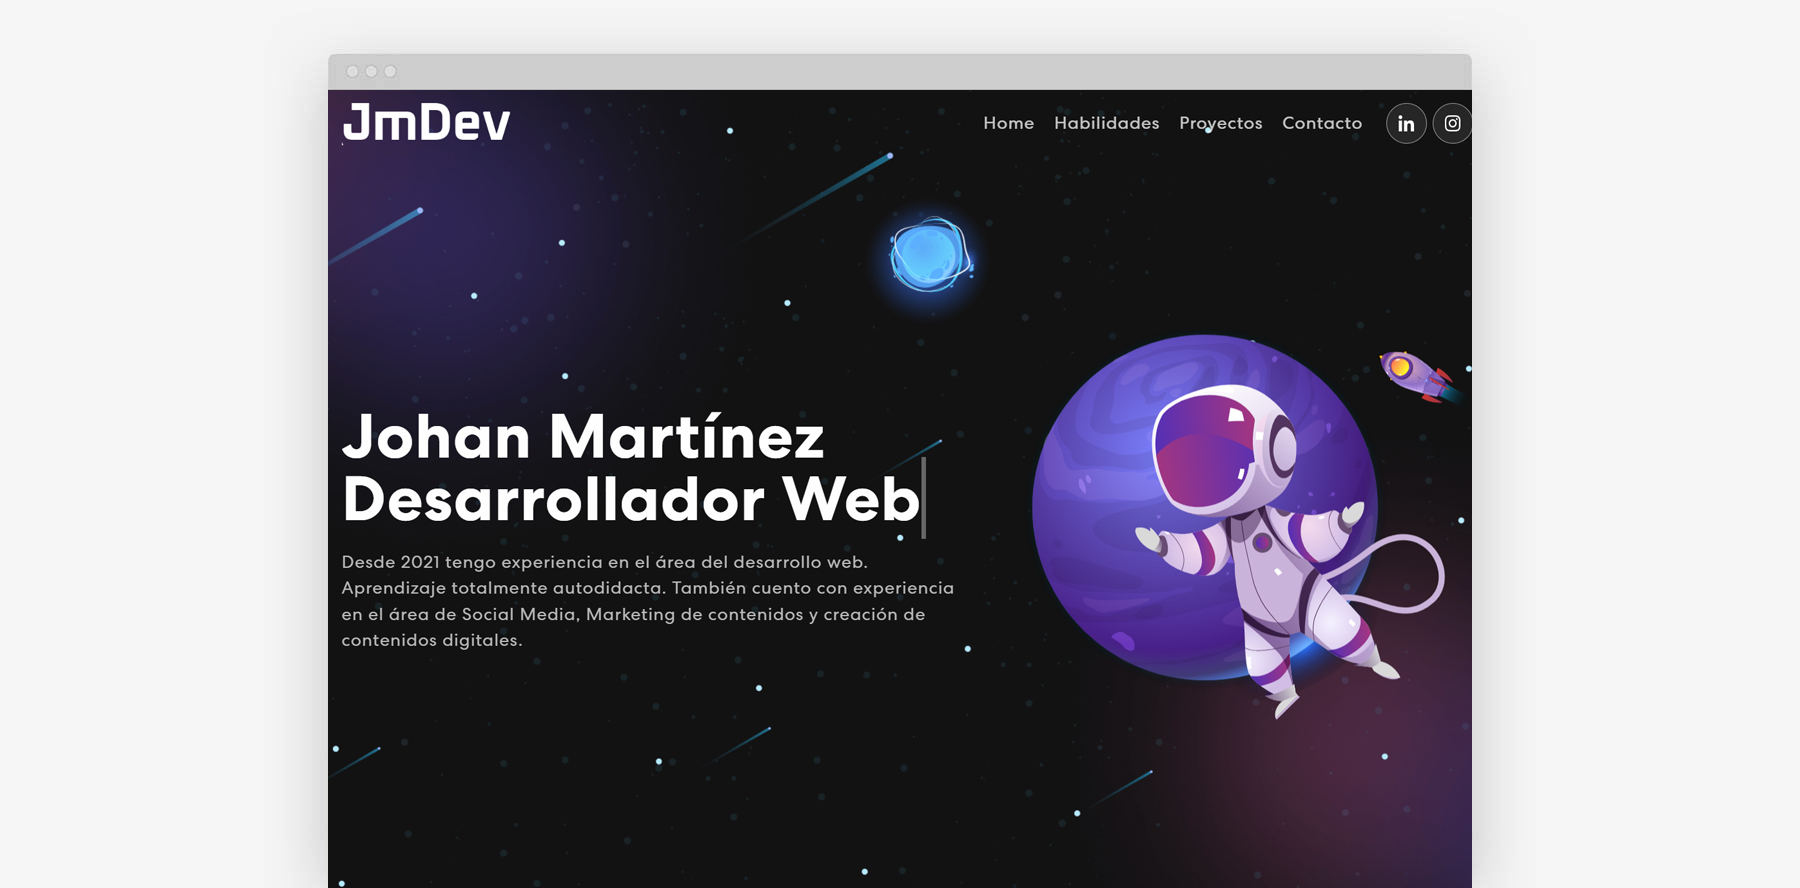 JmDev
Home Habilidades Proyectos Contacto in
Johan Martínez
Desarrollador Web
Desde 2021 tengo experiencia en el área del desarrollo web.
Aprendizaje totalmente autodidacta. También cuento con experiencia
en el área de Social Media, Marketing de contenidos y creación de
contenidos digitales.